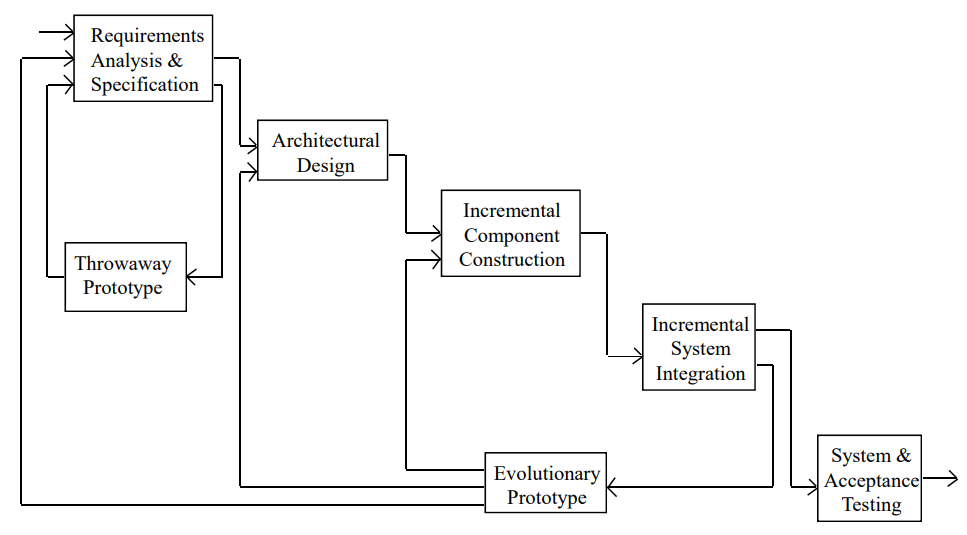 Requirements
Analysis &
Specification
Architectural
Design
Incremental
Component
Construction
Throwaway
Prototype
Incremental
System
Integration
Evolutionary
Prototype
System &
Acceptance
Testing